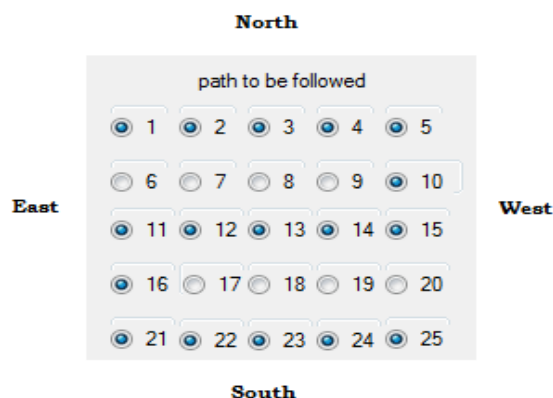 North
path to be followed
1 2 3 4 5
6 7 8 9 10
East
West
11 12 13 14 15
16 17 18 19 20
21 22 23 24 25
South